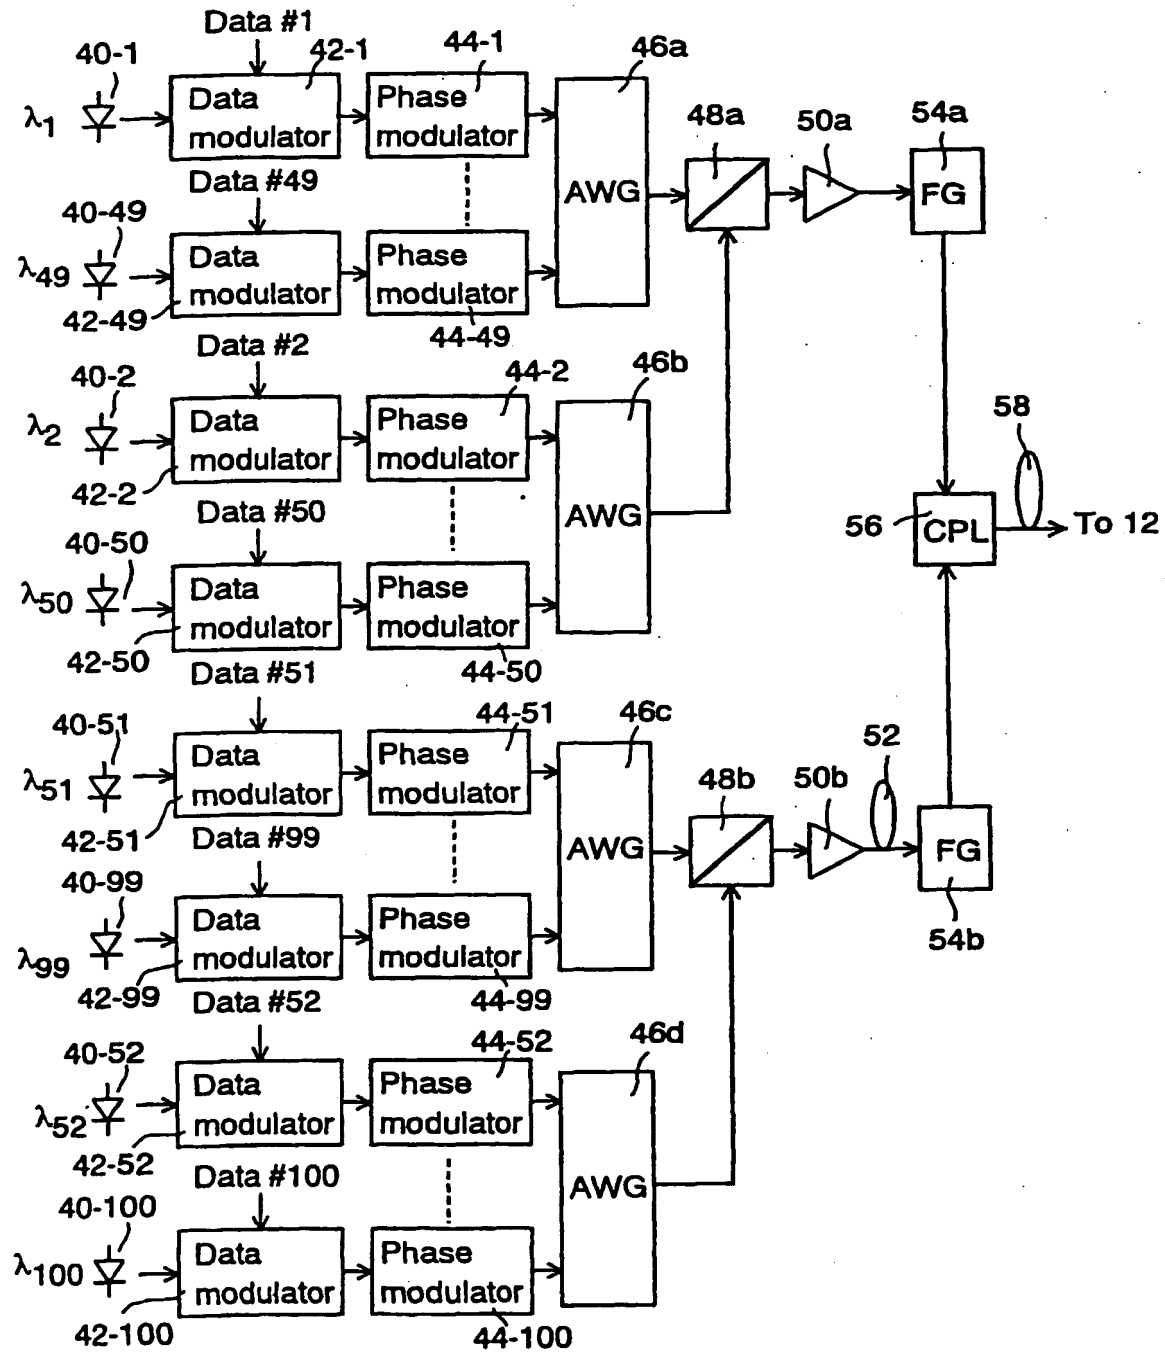 Data #1
40-1
42-1
44-1
46a
λ1
Data
modulator
Phase
modulator
48a
50a
54a
Data #49
AWG
FG
40-49
λ49
Data
modulator
Phase
modulator
42-49
44-49
Data #2
40-2
44-2
46b
λ2
Data
modulator
Phase
modulator
58
42-2
Data #50
AWG
56
CPL
To 12
40-50
λ50
Data
modulator
Phase
modulator
42-50
44-50
Data #51
40-51
44-51
46c
52
λ51
Data
modulator
Phase
modulator
48b
50b
42-51
Data #99
AWG
FG
40-99
λ99
Data
modulator
Phase
modulator
54b
42-99
44-99
Data #52
40-52
44-52
46d
λ52
Data
modulator
Phase
modulator
42-52
Data #100
AWG
40-100
λ100
Data
modulator
Phase
modulator
42-100
44-100